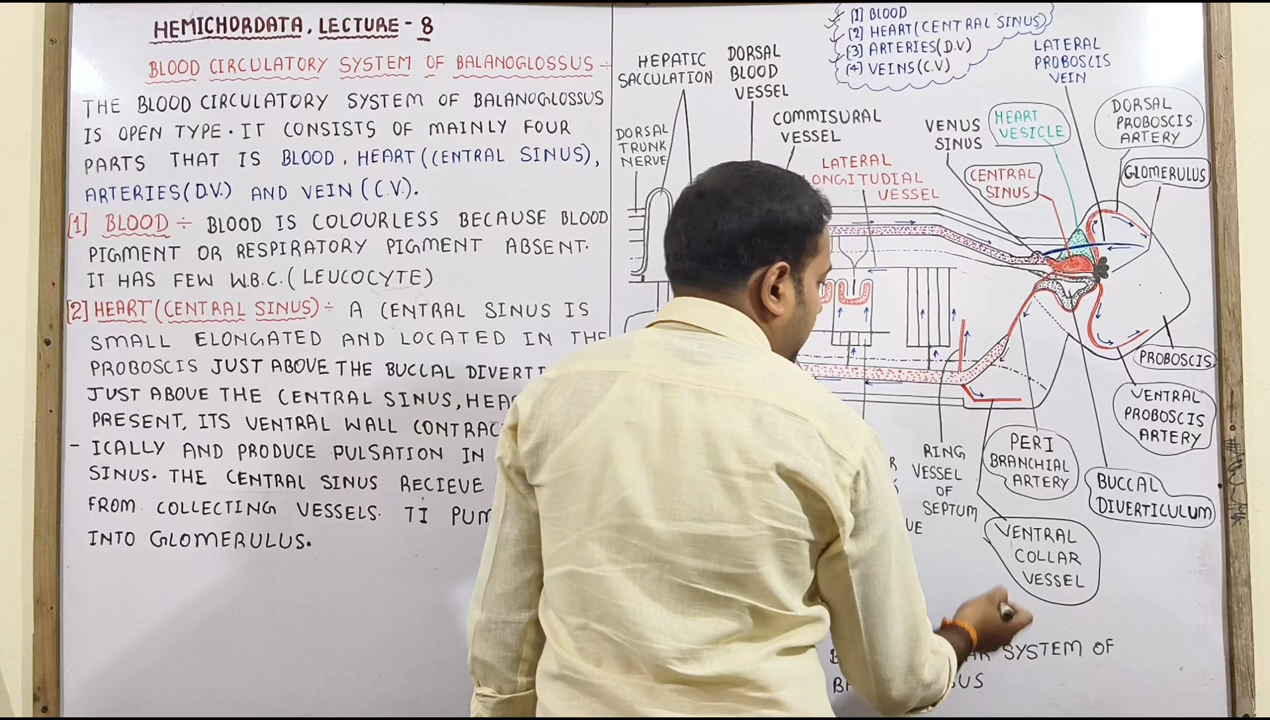 HEMICHORDATA, LECTURE - 8
BLOOD CIRCULATORY SYSTEM OF BALANOGLOSSUS ÷
THE BLOOD CIRCULATORY SYSTEM OF BALANOGLOSSUS
IS OPEN TYPE. IT CONSISTS OF MAINLY FOUR
PARTS THAT IS BLOOD, HEART (CENTRAL SINUS),
ARTERIES (D.V.) AND VEIN (C.V.).
[1] BLOOD ÷ BLOOD IS COLOURLESS BECAUSE BLOOD
PIGMENT OR RESPIRATORY PIGMENT ABSENT.
IT HAS FEW W.B.C. (LEUCOCYTE)
[2] HEART (CENTRAL SINUS) ÷ A CENTRAL SINUS IS
SMALL ELONGATED AND LOCATED IN THE
PROBOSCIS JUST ABOVE THE BUCCAL DIVERTI
JUST ABOVE THE CENTRAL SINUS, HEA
PRESENT, ITS VENTRAL WALL CONTRAC
- ICALLY AND PRODUCE PULSATION IN
SINUS. THE CENTRAL SINUS RECIEVE
FROM COLLECTING VESSELS. TI PUM
INTO GLOMERULUS.
[1] BLOOD
[2] HEART (CENTRAL SINUS)
[3] ARTERIES (D.V)
[4] VEINS (C.V)
HEPATIC
SACCULATION
DORSAL
BLOOD
VESSEL
DORSAL
TRUNK
NERVE
COMMISURAL
VESSEL
LATERAL
LONGITUDIAL
VESSEL
VENUS
SINUS
HEART
VESICLE
CENTRAL
SINUS
LATERAL
PROBOSCIS
VEIN
DORSAL
PROBOSCIS
ARTERY
GLOMERULUS
PROBOSCIS
VENTRAL
PROBOSCIS
ARTERY
BUCCAL
DIVERTICULUM
PERI
BRANCHIAL
ARTERY
RING
VESSEL
OF
SEPTUM
VENTRAL
COLLAR
VESSEL
SYSTEM OF